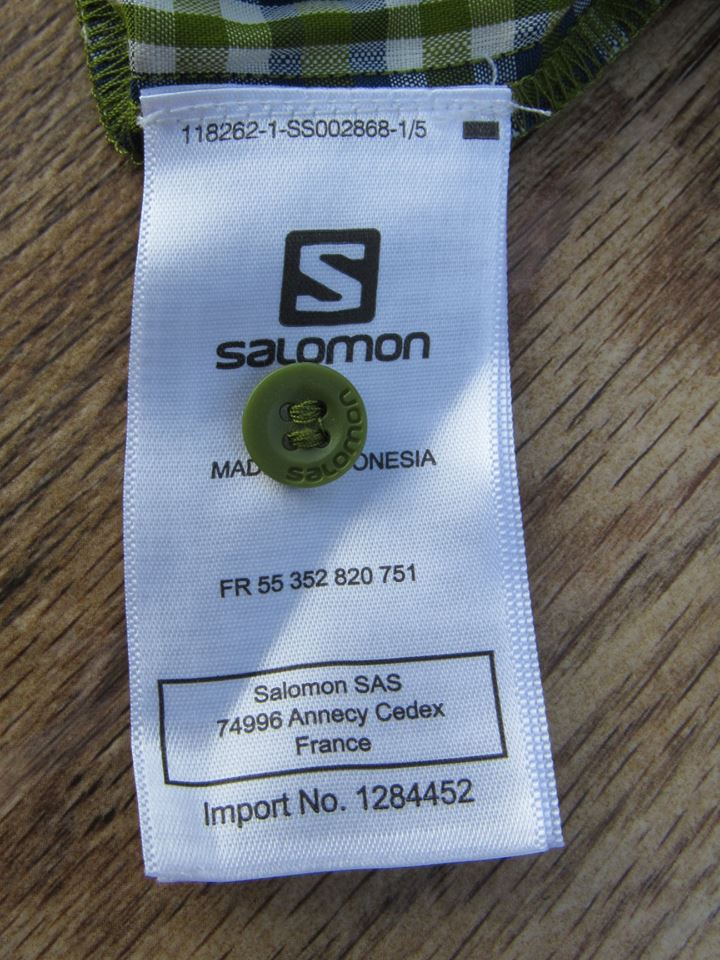 118262-1-SS002868-1/5
S
SALOMON
salomon
FR 55 352 820 751
Salomon SAS
74996 Annecy Cedex
France
Import No. 1284452